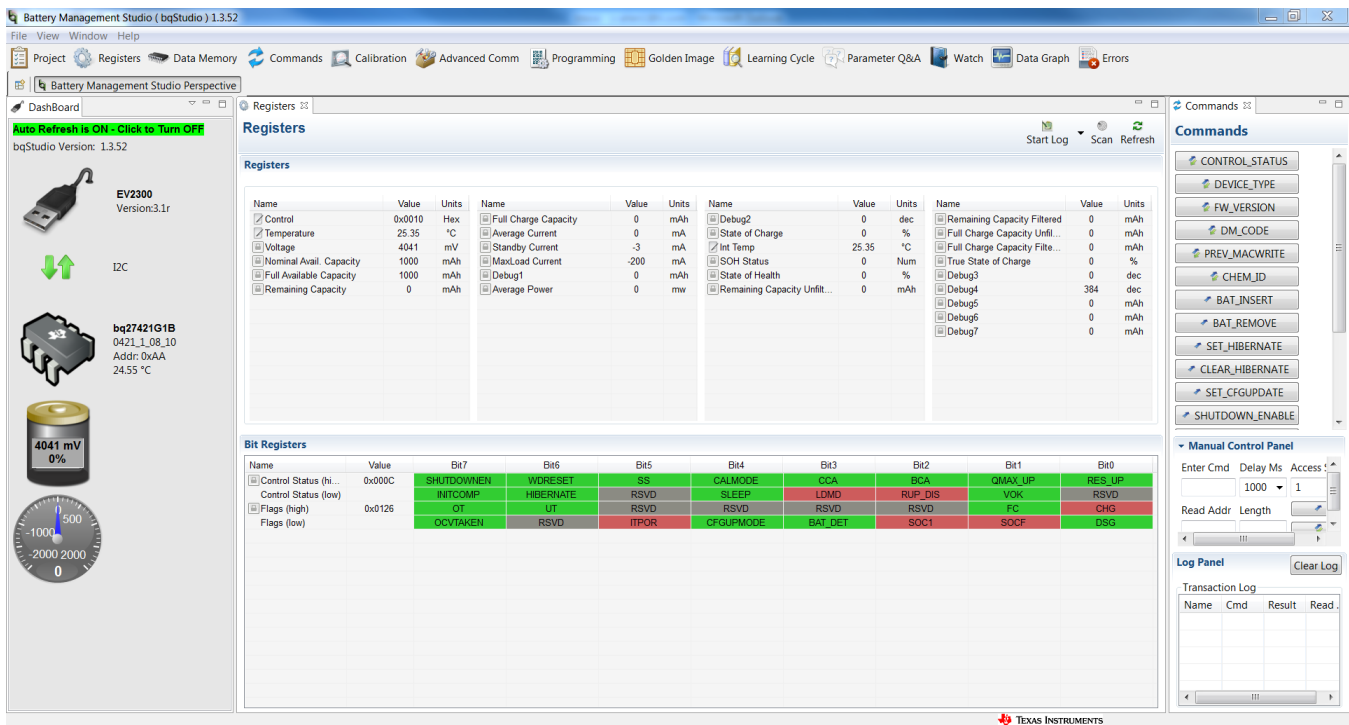 Battery Management Studio ( bqStudio ) 1.3.52
File View Window Help
Project Registers Data Memory Commands Calibration Advanced Comm Programming Golden Image Learning Cycle Parameter Q&A Watch Data Graph Errors
Battery Management Studio Perspective
DashBoard
Auto Refresh is ON - Click to Turn OFF
bqStudio Version: 1.3.52
EV2300
Version:3.1r
I2C
bq27421G1B
0421_1_08_10
Addr: 0xAA
24.55 °C
4041 mV
0%
0 500
-1000
-2000 2000
0
Registers
Registers
Start Log Scan Refresh
Registers
Name Value Units Name Value Units Name Value Units Name Value Units
Control 0x0010 Hex Full Charge Capacity 0 mAh Debug2 0 dec Remaining Capacity Filtered 0 mAh
Temperature 25.35 °C Average Current 0 mA State of Charge 0 % Full Charge Capacity Unfil... 0 mAh
Voltage 4041 mV Standby Current -3 mA Int Temp 25.35 °C Full Charge Capacity Filte... 0 mAh
Nominal Avail. Capacity 1000 mAh MaxLoad Current -200 mA SOH Status 0 Num True State of Charge 0 %
Full Available Capacity 1000 mAh Debug1 0 mAh State of Health 0 % Debug3 0 dec
Remaining Capacity 0 mAh Average Power 0 mw Remaining Capacity Unfilt... 0 mAh Debug4 384 dec
Debug5 0 mAh
Debug6 0 mAh
Debug7 0 mAh
Bit Registers
Name Value Bit7 Bit6 Bit5 Bit4 Bit3 Bit2 Bit1 Bit0
Control Status (hi... 0x000C SHUTDOWNEN WDRESET SS CALMODE CCA BCA QMAX_UP RES_UP
Control Status (low) INITCOMP HIBERNATE RSVD SLEEP LDMD RUP_DIS VOK RSVD
Flags (high) 0x0126 OT UT RSVD RSVD RSVD RSVD FC CHG
Flags (low) OCVTAKEN RSVD ITPOR CFGUPMODE BAT_DET SOC1 SOCF DSG
Commands
Commands
CONTROL_STATUS
DEVICE_TYPE
FW_VERSION
DM_CODE
PREV_MACWRITE
CHEM_ID
BAT_INSERT
BAT_REMOVE
SET_HIBERNATE
CLEAR_HIBERNATE
SET_CFGUPDATE
SHUTDOWN_ENABLE
Manual Control Panel
Enter Cmd Delay Ms Access
1000 1
Read Addr Length
Log Panel Clear Log
Transaction Log
Name Cmd Result Read
TEXAS INSTRUMENTS